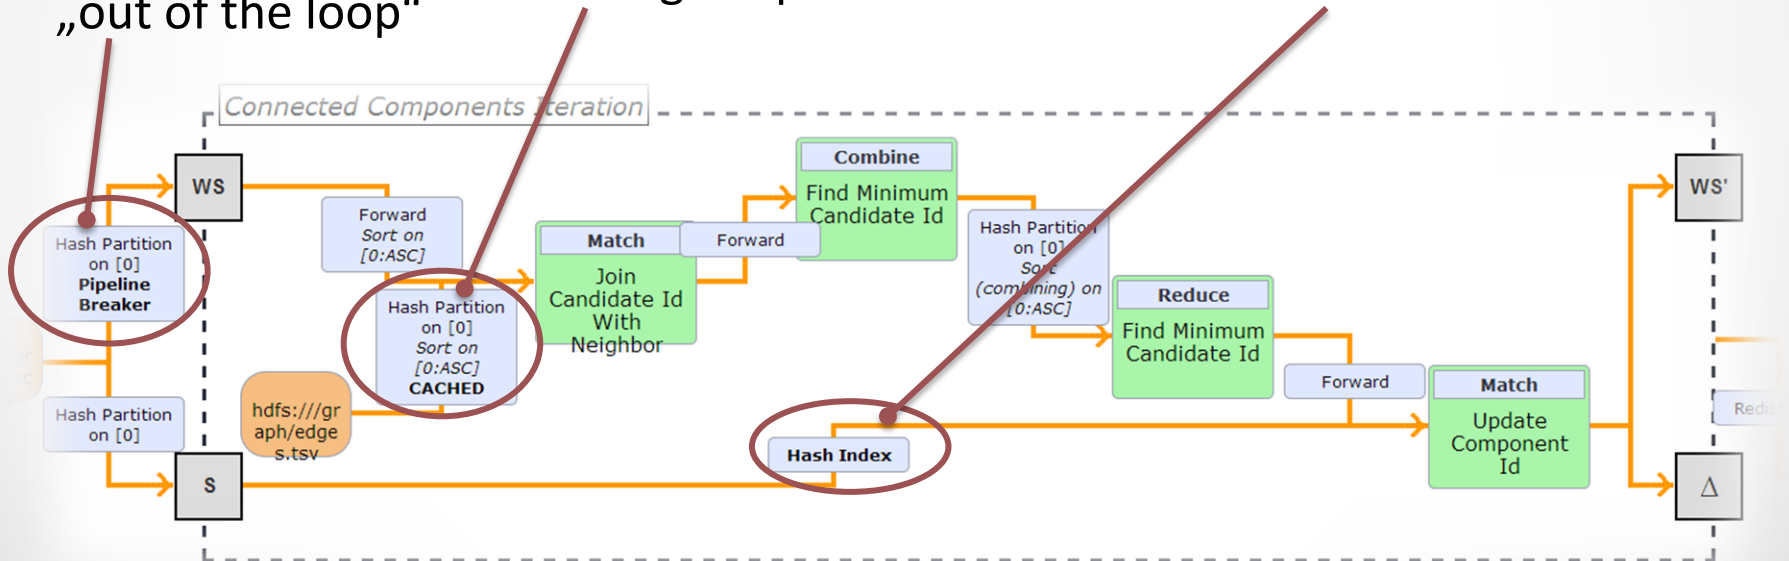 „out of the loop“
Connected Components Iteration
WS
Hash Partition
on [0]
Pipeline
Breaker
Hash Partition
on [0]
S
Forward
Sort on
[0:ASC]
Hash Partition
on [0]
Sort on
[0:ASC]
CACHED
hdfs:///gr
aph/edge
s.tsv
Match
Join
Candidate Id
With
Neighbor
Forward
Combine
Find Minimum
Candidate Id
Hash Partition
on [0]
Sort
(combining) on
[0:ASC]
Reduce
Find Minimum
Candidate Id
Hash Index
Forward
Match
Update
Component
Id
WS'
Δ